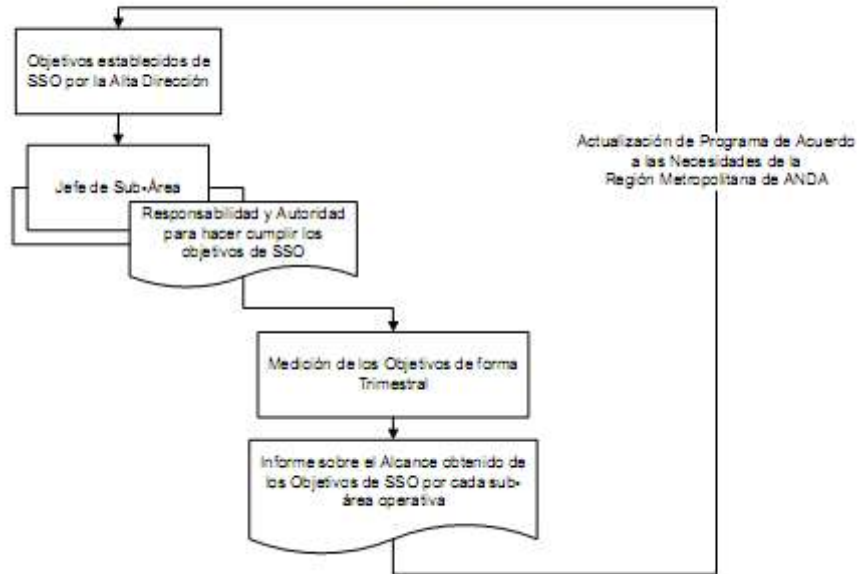 Objetivos establecidos de
SSO por la Alta Dirección
Jefe de Sub-Área
Responsabilidad y Autoridad
para hacer cumplir los
objetivos de SSO
Medición de los Objetivos de forma
Trimestral
Informe sobre el Alcance obtenido de
los Objetivos de SSO por cada sub-
área operativa
Actualización de Programa de Acuerdo
a las Necesidades de la
Región Metropolitana de ANDA